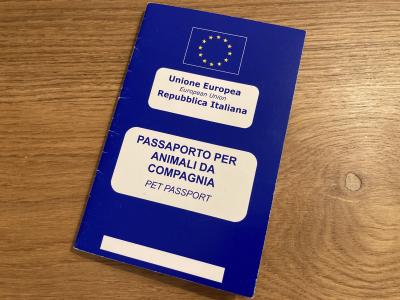 Unione Europea
European Union
Repubblica Italiana
PASSAPORTO PER
ANIMALI DA
COMPAGNIA
PET PASSPORT